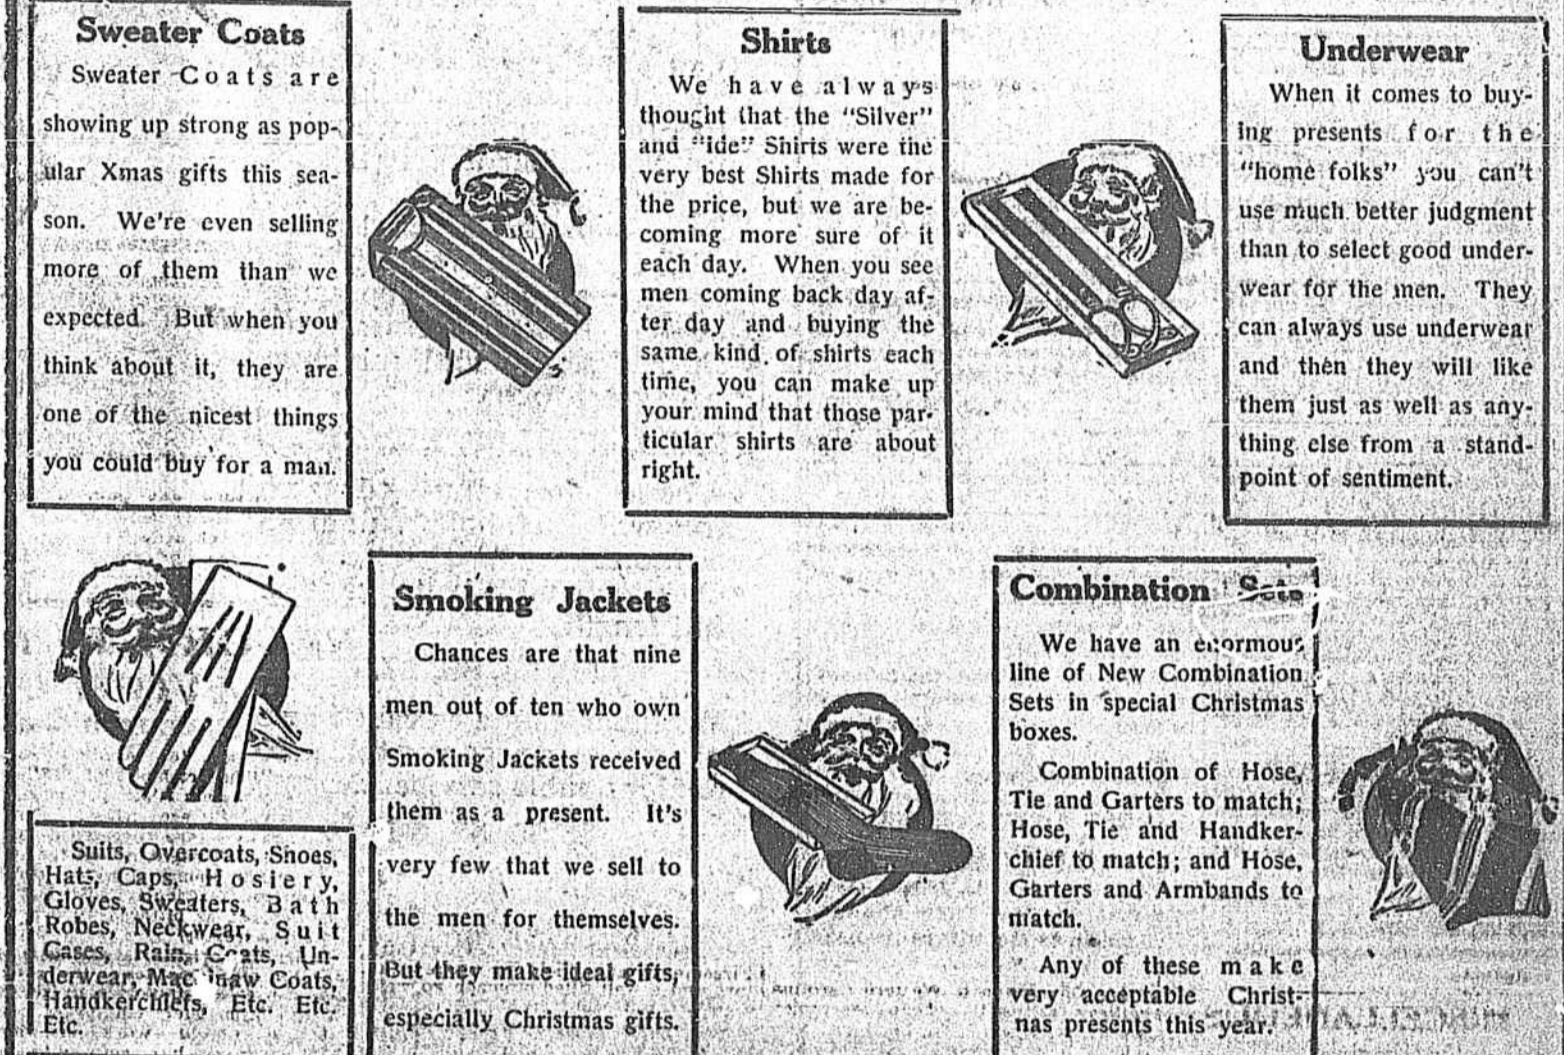 Sweater Coats
Sweater Coats are
showing up strong as pop-
ular Xmas gifts this sea-
son. We're even selling
more of them than we
expected. But when you
think about it, they are
one of the nicest things
you could buy for a man.
Shirts
We have always
thought that the "Silver"
and "Ide" Shirts were the
very best Shirts made for
the price, but we are be-
coming more sure of it
each day. When you see
men coming back day af-
ter day and buying the
same kind of shirts each
time, you can make up
your mind that those par-
ticular shirts are about
right.
Underwear
When it comes to buy-
ing presents for the
"home folks" you can't
use much better judgment
than to select good under-
wear for the men. They
can always use underwear
and then they will like
them just as well as any-
thing else from a stand-
point of sentiment.
Suits, Overcoats, Shoes,
Hats, Caps, Hosiery,
Gloves, Sweaters, Bath
Robes, Neckwear, Suit
Cases, Rain Coats, Un-
derwear, Mackinaw Coats,
Handkerchiefs, Etc. Etc.
Etc.
Smoking Jackets
Chances are that nine
men out of ten who own
Smoking Jackets received
them as a present. It's
very few that we sell to
the men for themselves.
But they make ideal gifts,
especially Christmas gifts.
Combination Sets
We have an enormous
line of New Combination
Sets in special Christmas
boxes.
Combination of Hose,
Tie and Garters to match;
Hose, Tie and Handker-
chief to match; and Hose,
Garters and Armbands to
match.
Any of these make
very acceptable Christ-
mas presents this year.